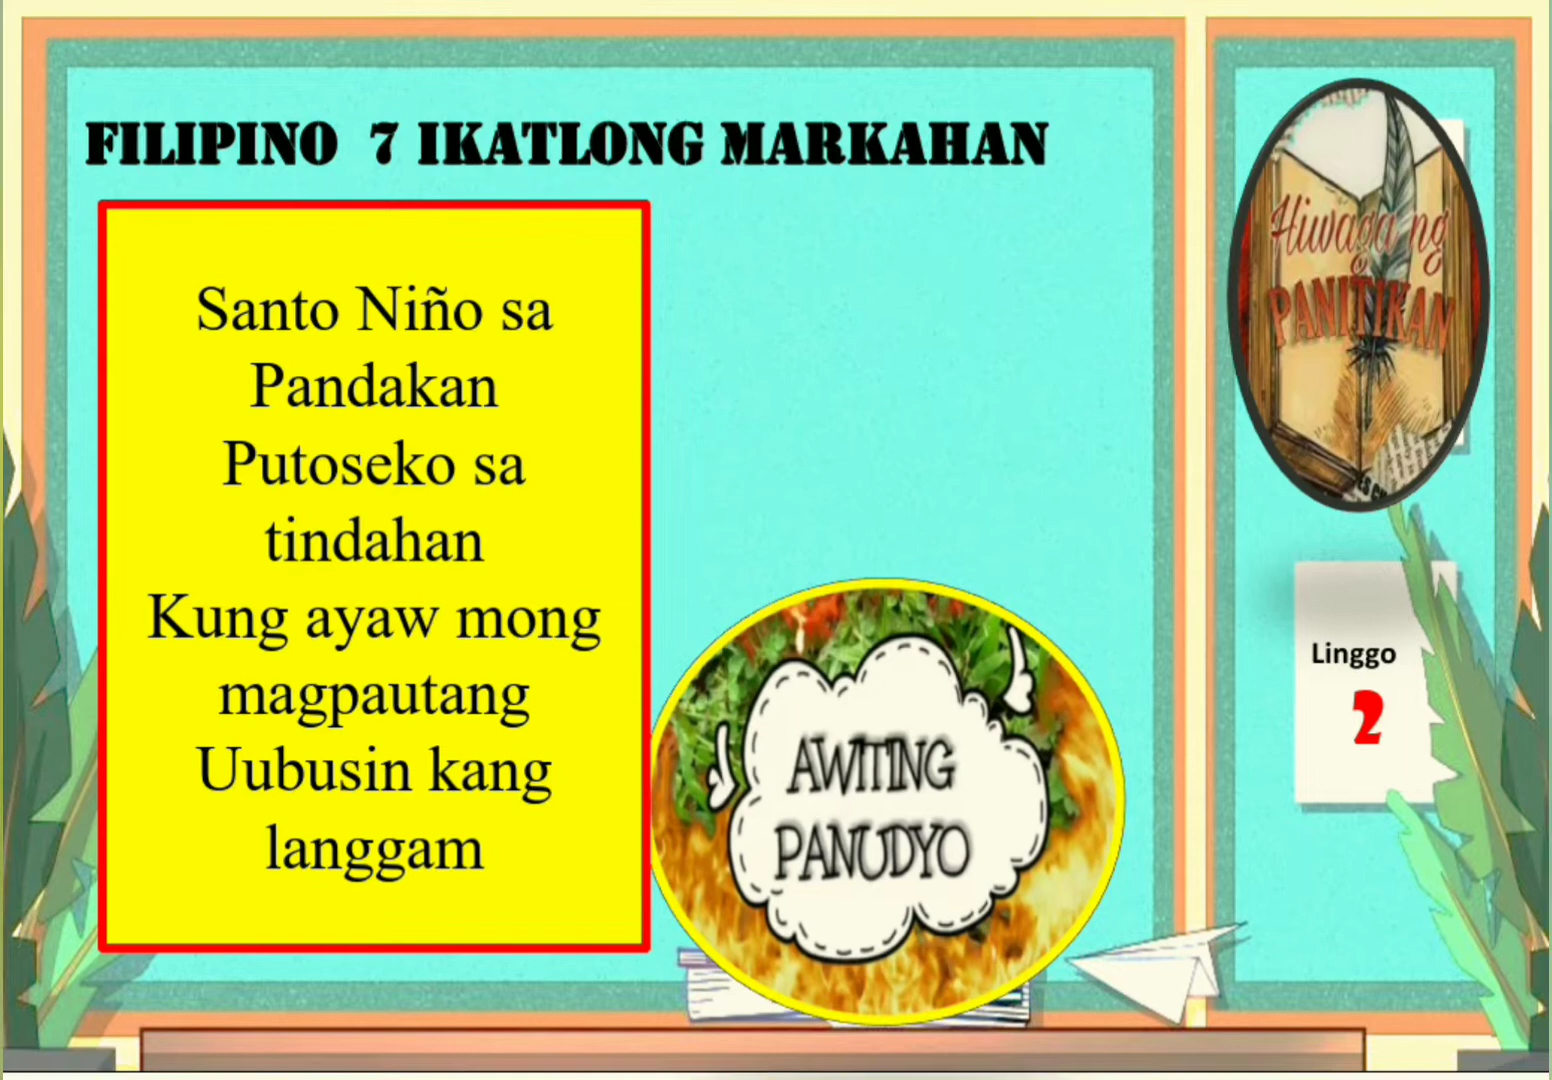 FILIPINO 7 IKATLONG MARKAHAN
Santo Niño sa
Pandakan
Putoseko sa
tindahan
Kung ayaw mong
magpautang
Uubusin kang
langgam
AWITING
PANUDYO
Hiwaga ng
PANITIKAN
Linggo
2